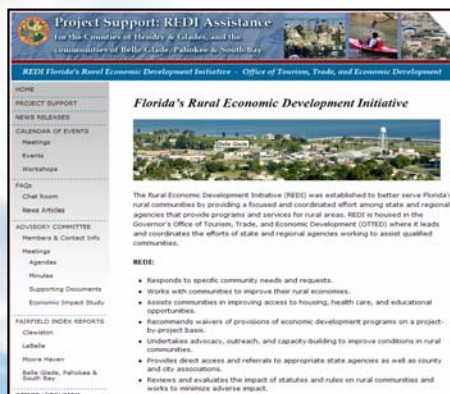 Project Support: REDI Assistance
for the Counties of Hendry & Glades, and the
communities of Belle Glade, Pahokee & South Bay
REDI Florida's Rural Economic Development Initiative - Office of Tourism, Trade, and Economic Development
HOME
PROJECT SUPPORT
NEWS RELEASES
CALENDAR OF EVENTS
Meetings
Events
Workshops
FAQs
Chat Room
News Articles
ADVISORY COMMITTEE
Members & Contact Info
Meetings
Agendas
Minutes
Supporting Documents
Economic Impact Study
FAIRFIELD INDEX REPORTS
Clewiston
LaBelle
Moore Haven
Belle Glade, Pahokee &
South Bay
Florida's Rural Economic Development Initiative
Belle Glade
The Rural Economic Development Initiative (REDI) was established to better serve Florida's
rural communities by providing a focused and coordinated effort among state and regional
agencies that provide programs and services for rural areas. REDI is housed in the
Governor's Office of Tourism, Trade, and Economic Development (OTTED) where it leads
and coordinates the efforts of state and regional agencies working to assist qualified
communities.
REDI:
• Responds to specific community needs and requests.
• Works with communities to improve their rural economies.
• Assists communities in improving access to housing, health care, and educational
opportunities.
• Recommends waivers of provisions of economic development programs on a project-
by-project basis.
• Undertakes advocacy, outreach, and capacity-building to improve conditions in rural
communities.
• Provides direct access and referrals to appropriate state agencies as well as county
and city associations.
• Reviews and evaluates the impact of statutes and rules on rural communities and
works to minimize adverse impact.